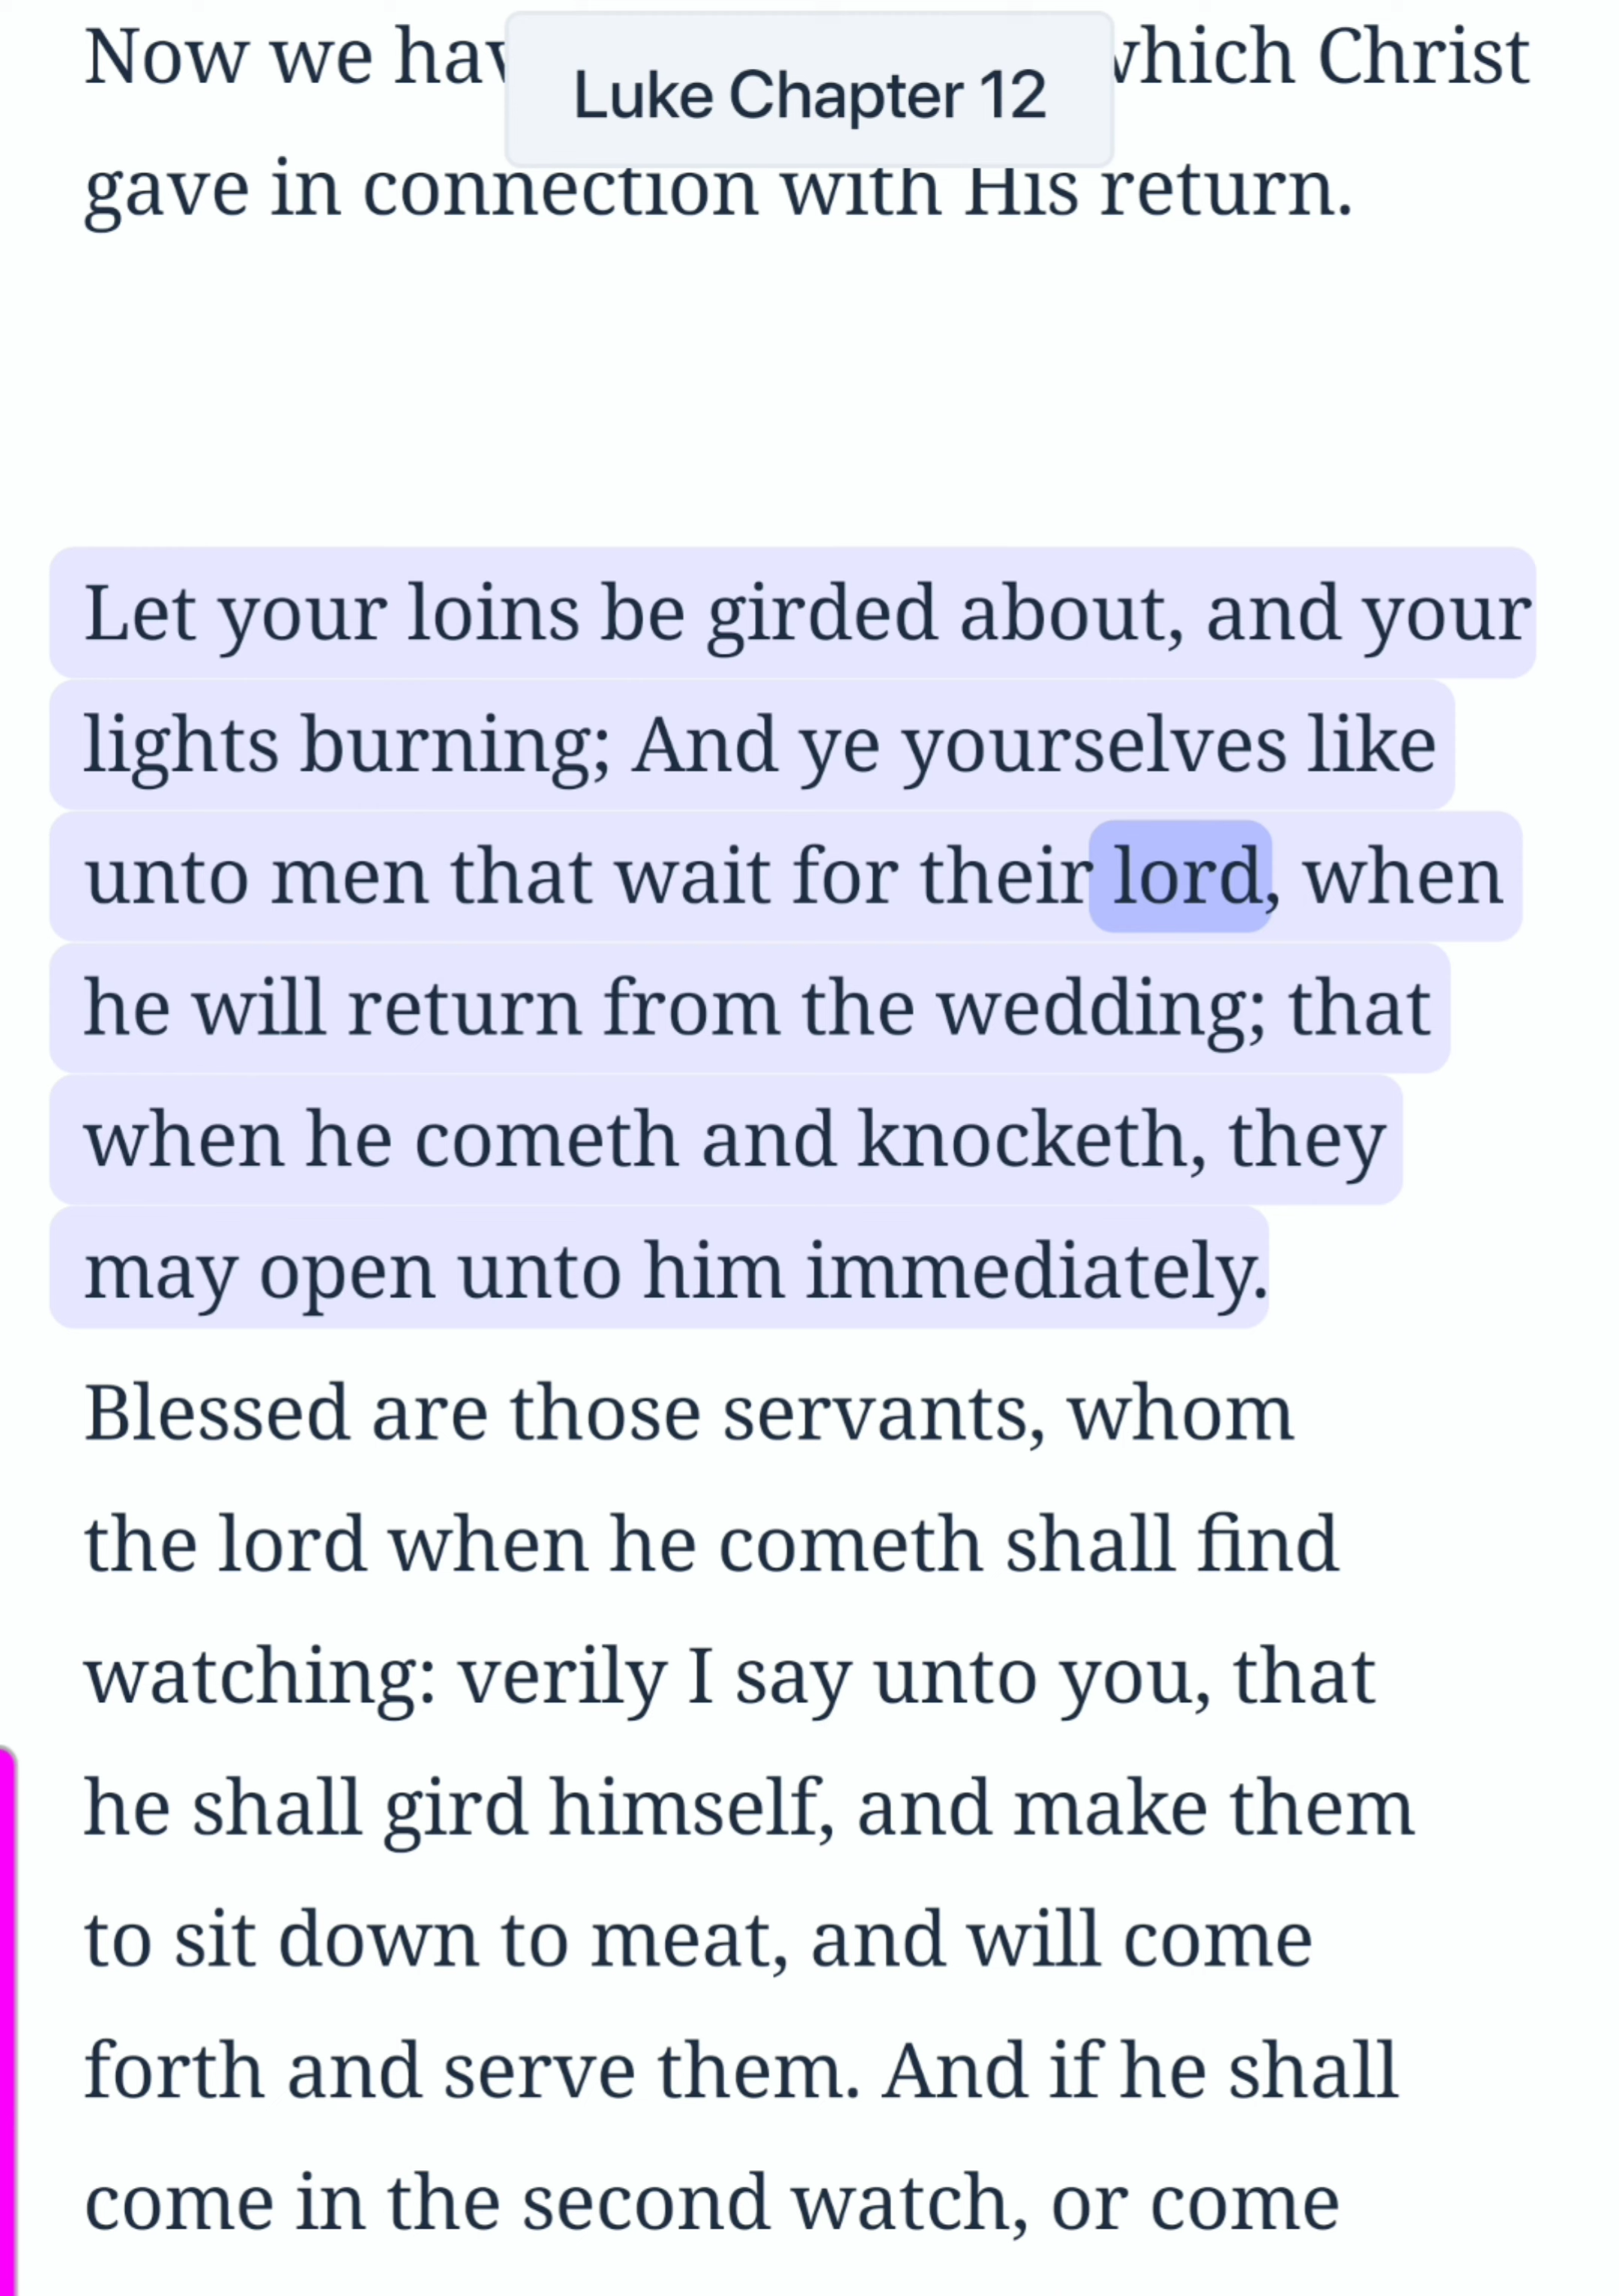 Now we hav
Luke Chapter 12
which Christ
gave in connection with His return.
Let your loins be girded about, and your
lights burning; And ye yourselves like
unto men that wait for their lord, when
he will return from the wedding; that
when he cometh and knocketh, they
may open unto him immediately.
Blessed are those servants, whom
the lord when he cometh shall find
watching: verily I say unto you, that
he shall gird himself, and make them
to sit down to meat, and will come
forth and serve them. And if he shall
come in the second watch, or come